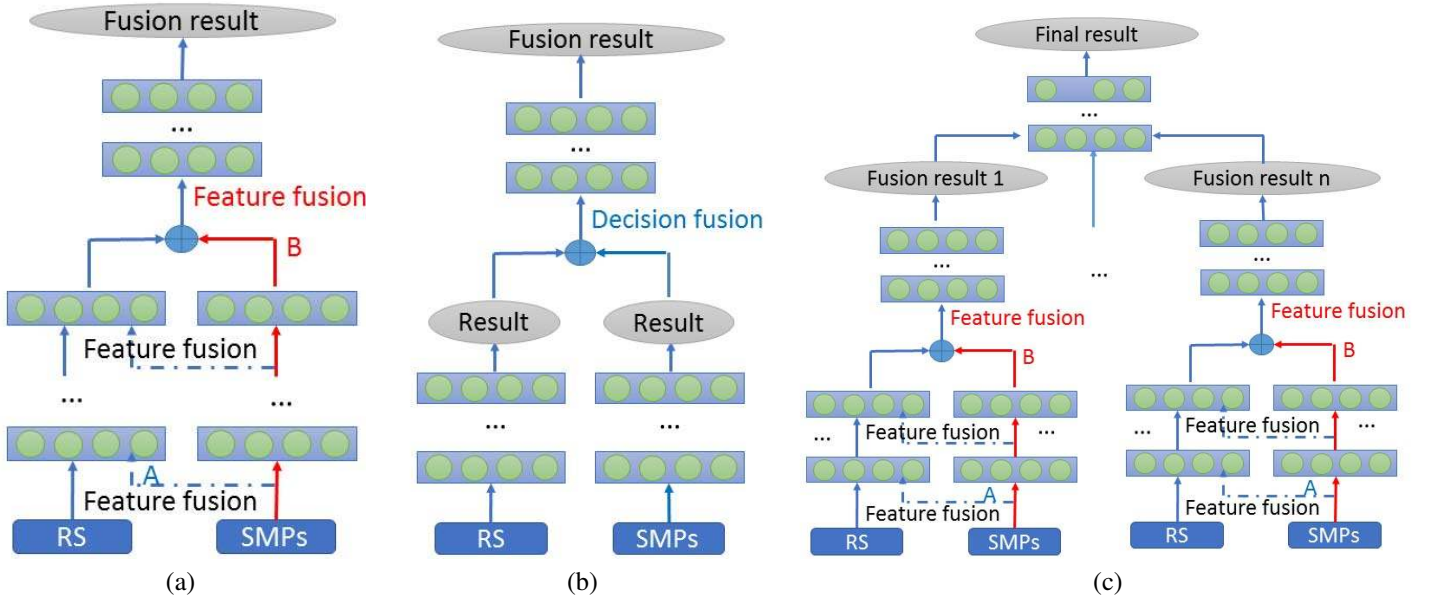 Fusion result
...
Feature fusion
B
Feature fusion
...
...
A
Feature fusion
RS
SMPs
(a)
Fusion result
...
Decision fusion
Result
Result
...
...
RS
SMPs
(b)
Final result
...
Fusion result 1
Fusion result n
...
...
...
Feature fusion
Feature fusion
B
B
...
Feature fusion
...
...
Feature fusion
...
A
A
Feature fusion
Feature fusion
RS
SMPs
RS
SMPs
(c)